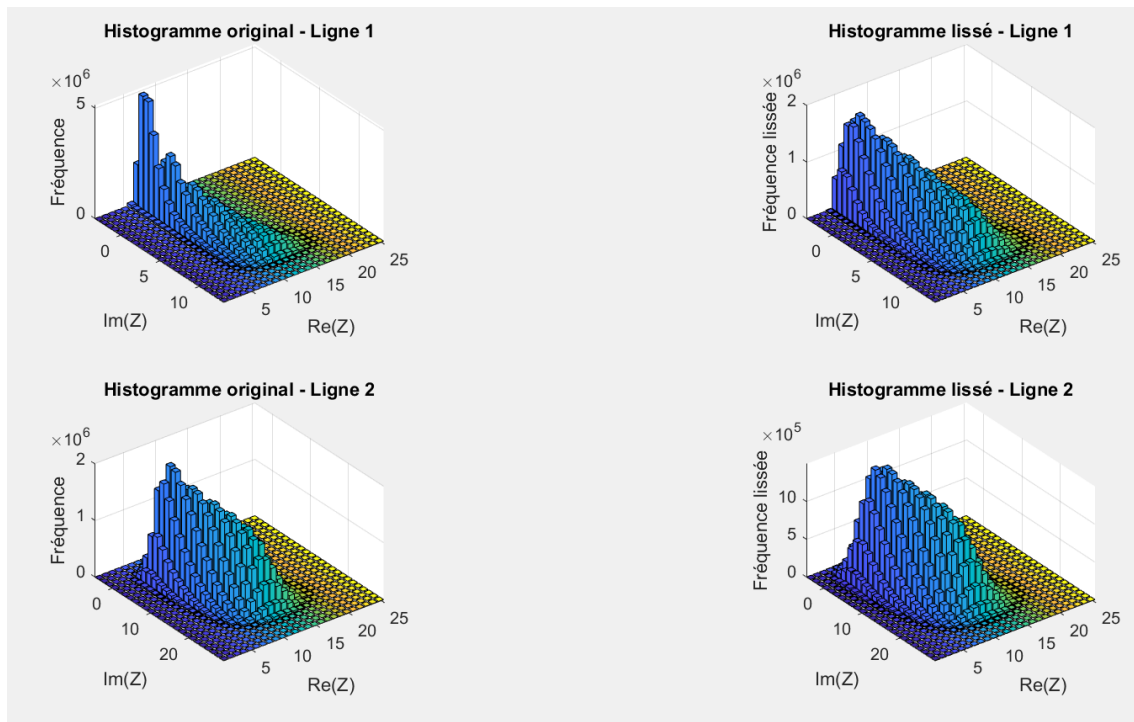 Histogramme original - Ligne 1
×10^6
5
0
Fréquence
0
5
10
Im(Z)
5
10
15
20
25
Re(Z)
Histogramme lissé - Ligne 1
×10^6
2
1
0
Fréquence lissée
0
5
10
Im(Z)
5
10
15
20
25
Re(Z)
Histogramme original - Ligne 2
×10^6
2
1
0
Fréquence
0
10
20
Im(Z)
5
10
15
20
25
Re(Z)
Histogramme lissé - Ligne 2
×10^5
10
5
0
Fréquence lissée
0
10
20
Im(Z)
5
10
15
20
25
Re(Z)